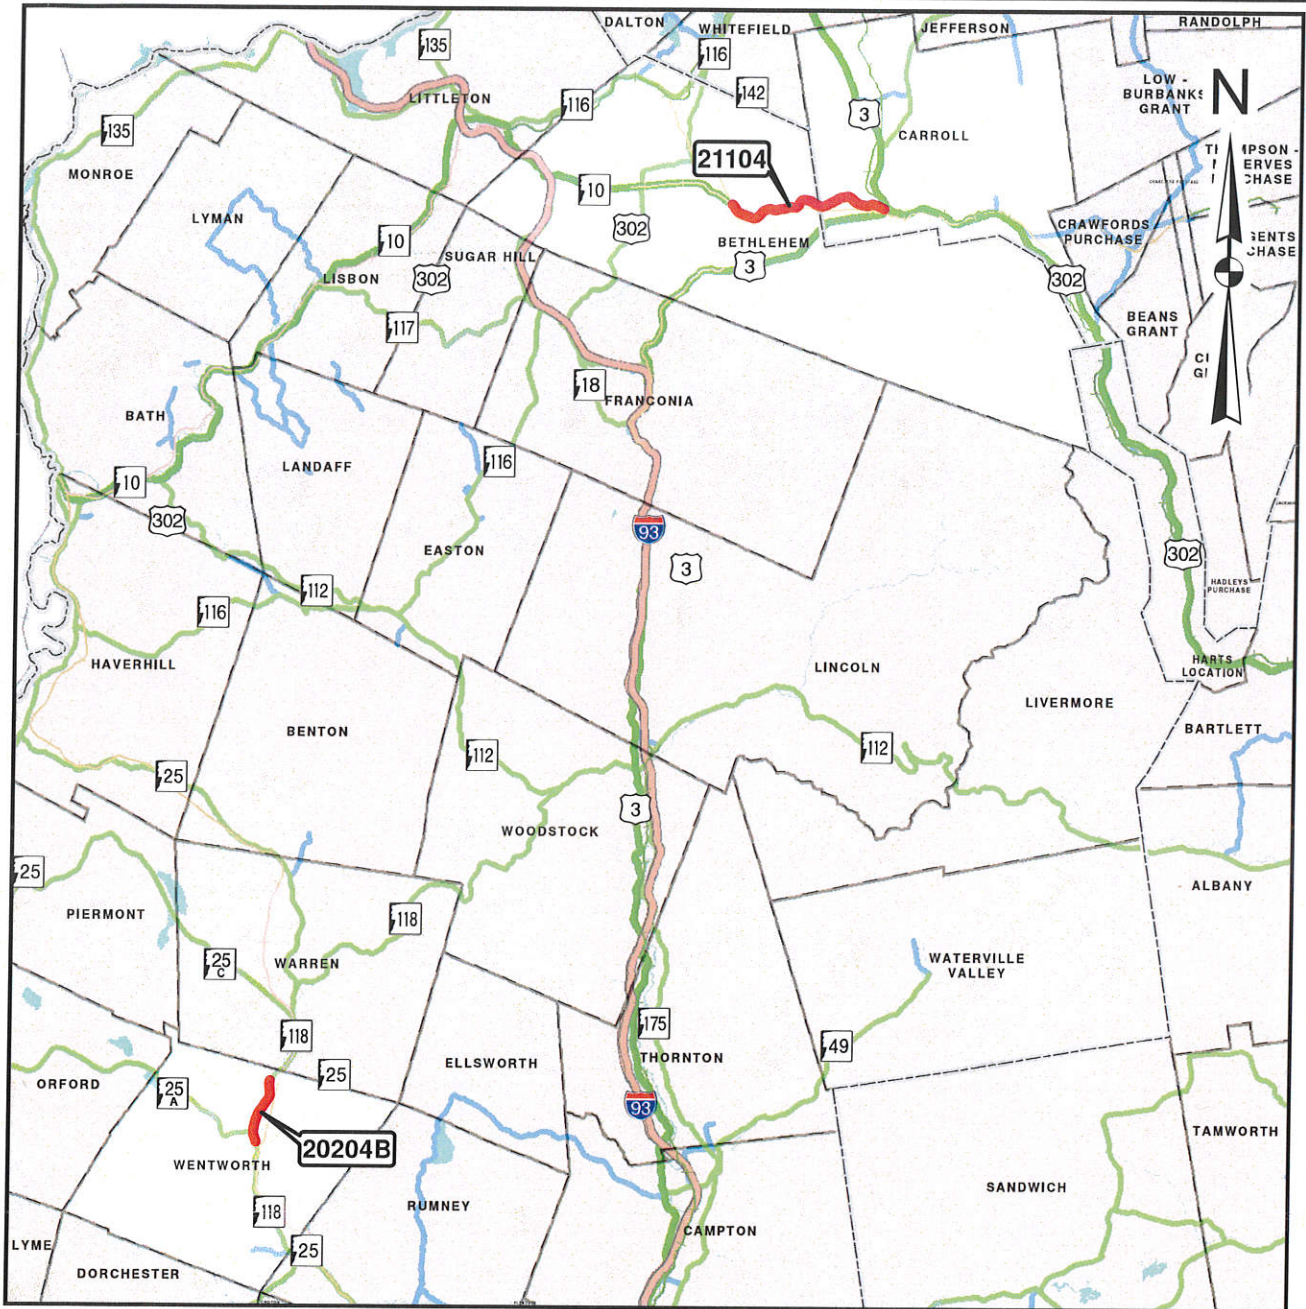 DALTON
WHITEFIELD
JEFFERSON
RANDOLPH
135
116
LOW -
BURBANKS
GRANT
N
142
LITTLETON
116
3
135
CARROLL
MONROE
21104
10
LYMAN
302
CRAWFORDS
PURCHASE
10
BETHLEHEM
SUGAR HILL
3
LISBON
302
302
BEANS
GRANT
117
18
FRANCONIA
BATH
LANDAFF
116
10
302
93
EASTON
3
302
112
HADLEYS
PURCHASE
116
HAVERHILL
LINCOLN
HARTS
LOCATION
LIVERMORE
BENTON
BARTLETT
112
112
25
3
WOODSTOCK
25
ALBANY
PIERMONT
118
25
C
WARREN
WATERVILLE
VALLEY
175
118
49
THORNTON
ELLSWORTH
25
ORFORD
25
A
93
20204B
TAMWORTH
WENTWORTH
SANDWICH
RUMNEY
118
CAMPTON
LYME
25
DORCHESTER